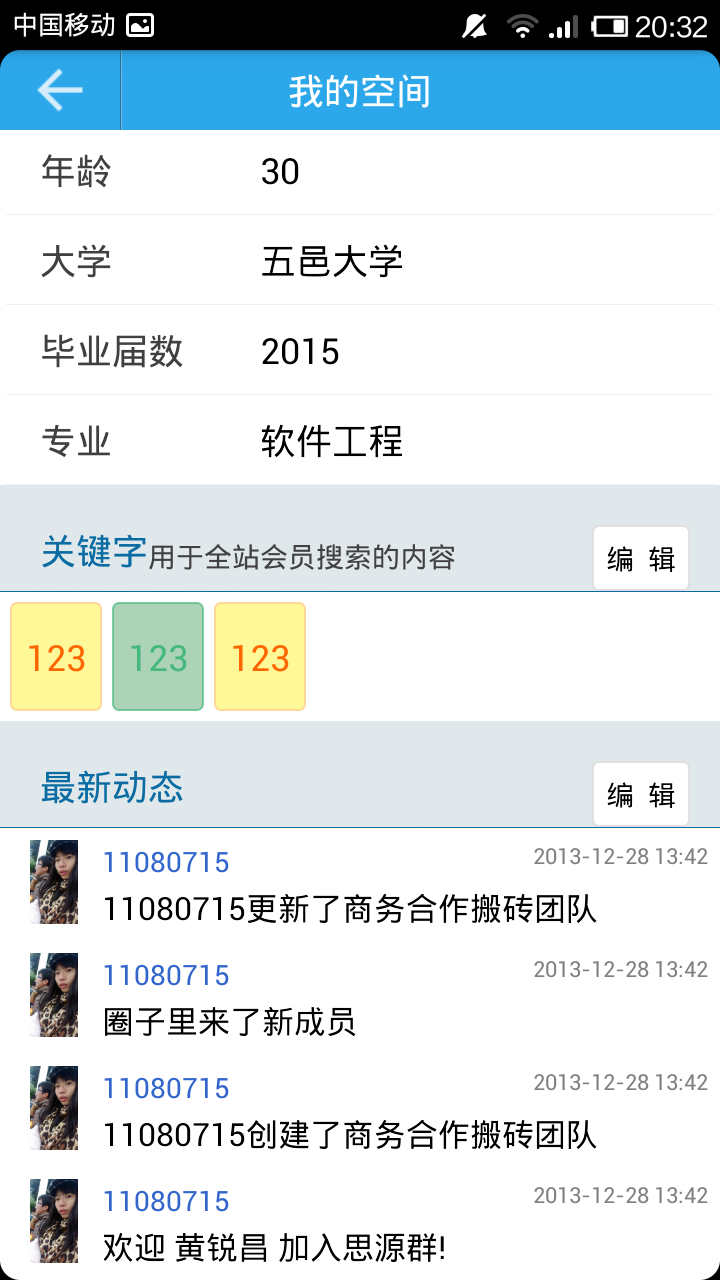 中国移动 20:32
我的空间
年龄 30
大学 五邑大学
毕业届数 2015
专业 软件工程
关键字用于全站会员搜索的内容 编 辑
123 123 123
最新动态 编 辑
11080715 2013-12-28 13:42
11080715更新了商务合作搬砖团队
11080715 2013-12-28 13:42
圈子里来了新成员
11080715 2013-12-28 13:42
11080715创建了商务合作搬砖团队
11080715 2013-12-28 13:42
欢迎 黄锐昌 加入思源群!